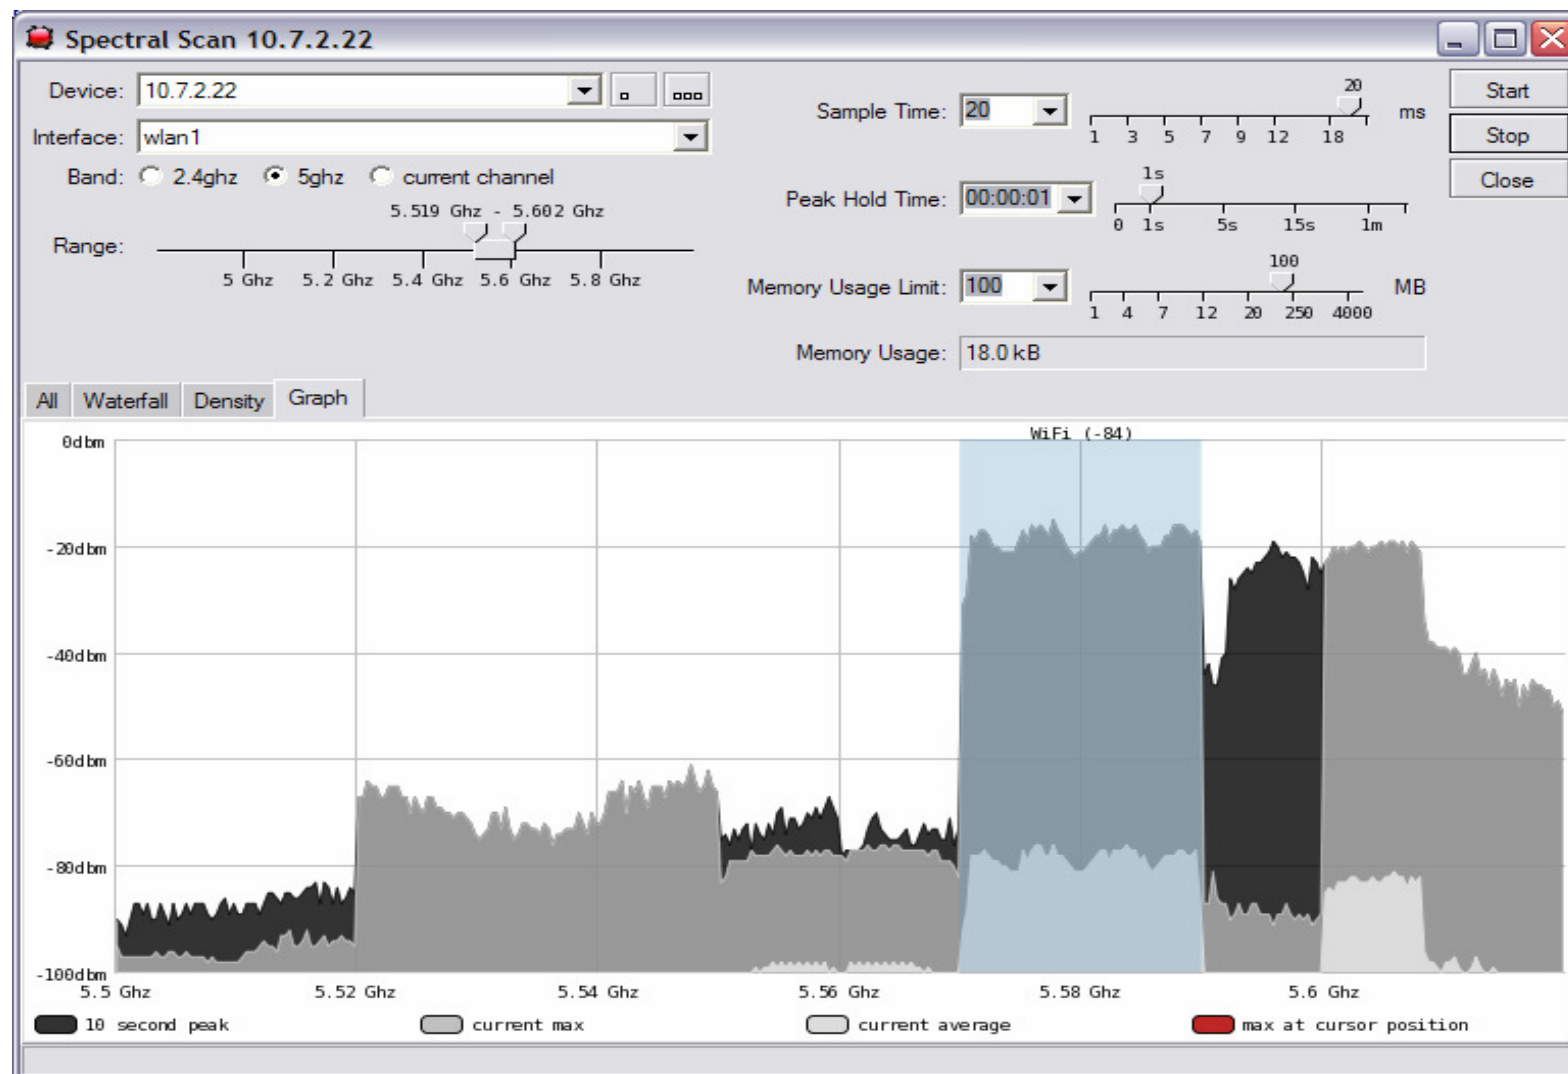 Spectral Scan 10.7.2.22
Device: 10.7.2.22
Interface: wlan1
Band: 2.4ghz 5ghz current channel
5.519 Ghz - 5.602 Ghz
Range:
5 Ghz 5.2 Ghz 5.4 Ghz 5.6 Ghz 5.8 Ghz
20
Sample Time: 20 ms
1 3 5 7 9 12 18
1s
Peak Hold Time: 00:00:01
0 1s 5s 15s 1m
100
Memory Usage Limit: 100 MB
1 4 7 12 20 250 4000
Memory Usage: 18.0 kB
Start
Stop
Close
All Waterfall Density Graph
WiFi (-84)
0dbm
-20dbm
-40dbm
-60dbm
-80dbm
-100dbm
5.5 Ghz 5.52 Ghz 5.54 Ghz 5.56 Ghz 5.58 Ghz 5.6 Ghz
10 second peak current max current average max at cursor position